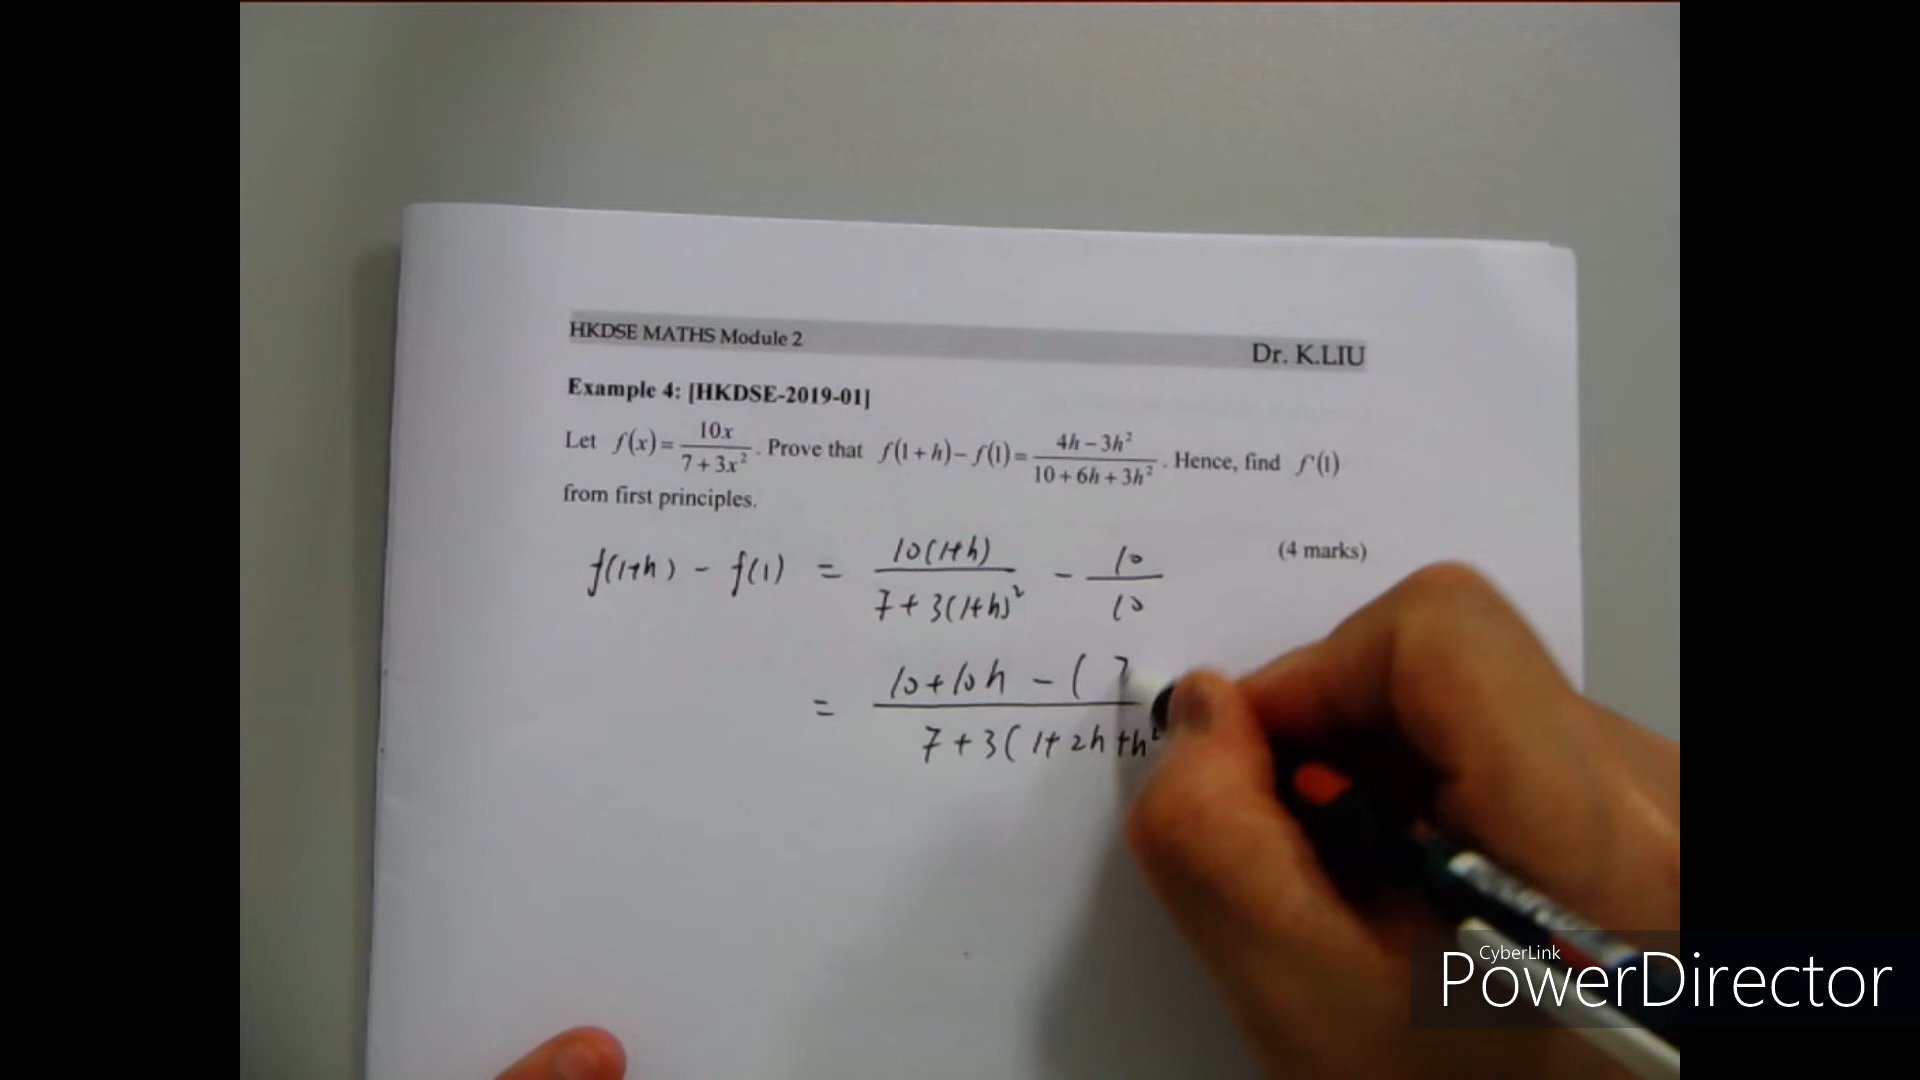 HKDSE MATHS Module 2
Dr. K.LIU
Example 4: [HKDSE-2019-01]
Let f(x) = 10x / (7 + 3x²) . Prove that f(1 + h) − f(1) = (4h − 3h²) / (10 + 6h + 3h²) . Hence, find f'(1)
from first principles.
(4 marks)
f(1+h) − f(1) = 10(1+h) / (7 + 3(1+h)²) − 10 / 10
= (10 + 10h − ( 7 / (7 + 3(1 + 2h + h²
CyberLink
PowerDirector